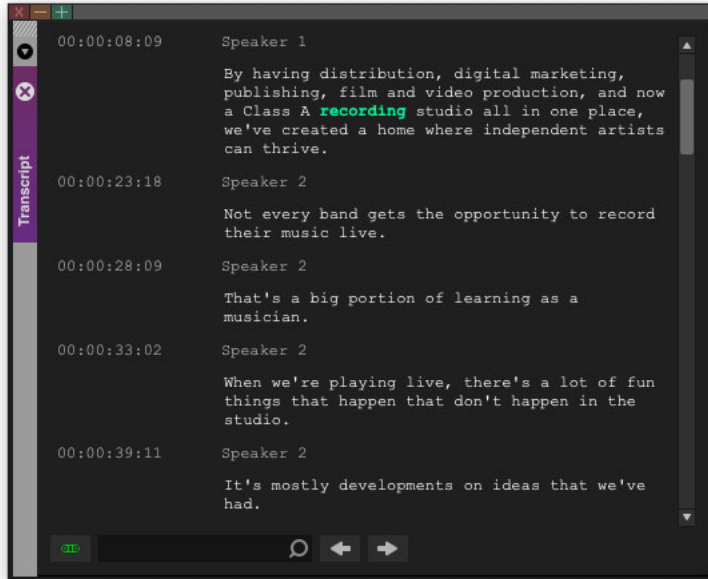 00:00:08:09 Speaker 1
By having distribution, digital marketing,
publishing, film and video production, and now
a Class A recording studio all in one place,
we've created a home where independent artists
can thrive.
Transcript
00:00:23:18 Speaker 2
Not every band gets the opportunity to record
their music live.
00:00:28:09 Speaker 2
That's a big portion of learning as a
musician.
00:00:33:02 Speaker 2
When we're playing live, there's a lot of fun
things that happen that don't happen in the
studio.
00:00:39:11 Speaker 2
It's mostly developments on ideas that we've
had.